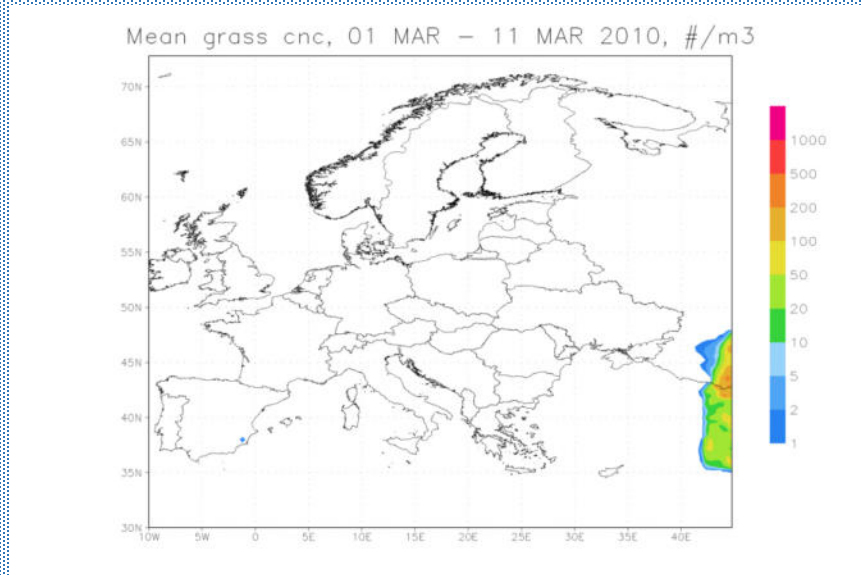 Mean grass cnc, 01 MAR – 11 MAR 2010, #/m3
70N
65N
60N
55N
50N
45N
40N
35N
30N
10W 5W 0 5E 10E 15E 20E 25E 30E 35E 40E
1000
500
200
100
50
20
10
5
2
1